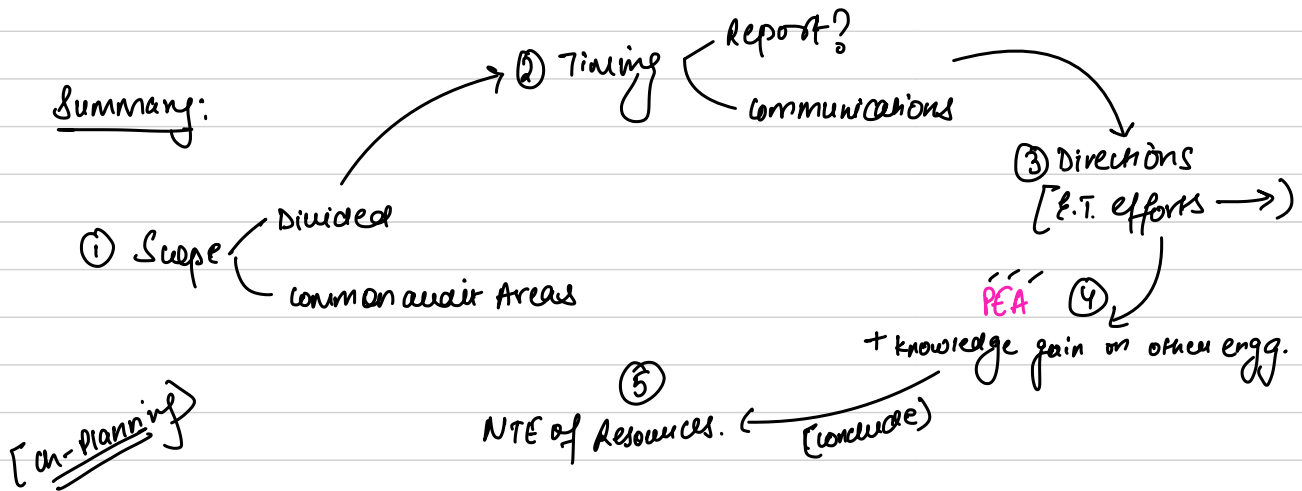 Summary:
① Scope
Divided
Common audit Areas
② Timing
Report?
Communications
③ Directions
[E.T. efforts →)
PEA ④
+ knowledge gain on other engg.
(conclude)
⑤
NTE of Resources.
[Ch-Planning]